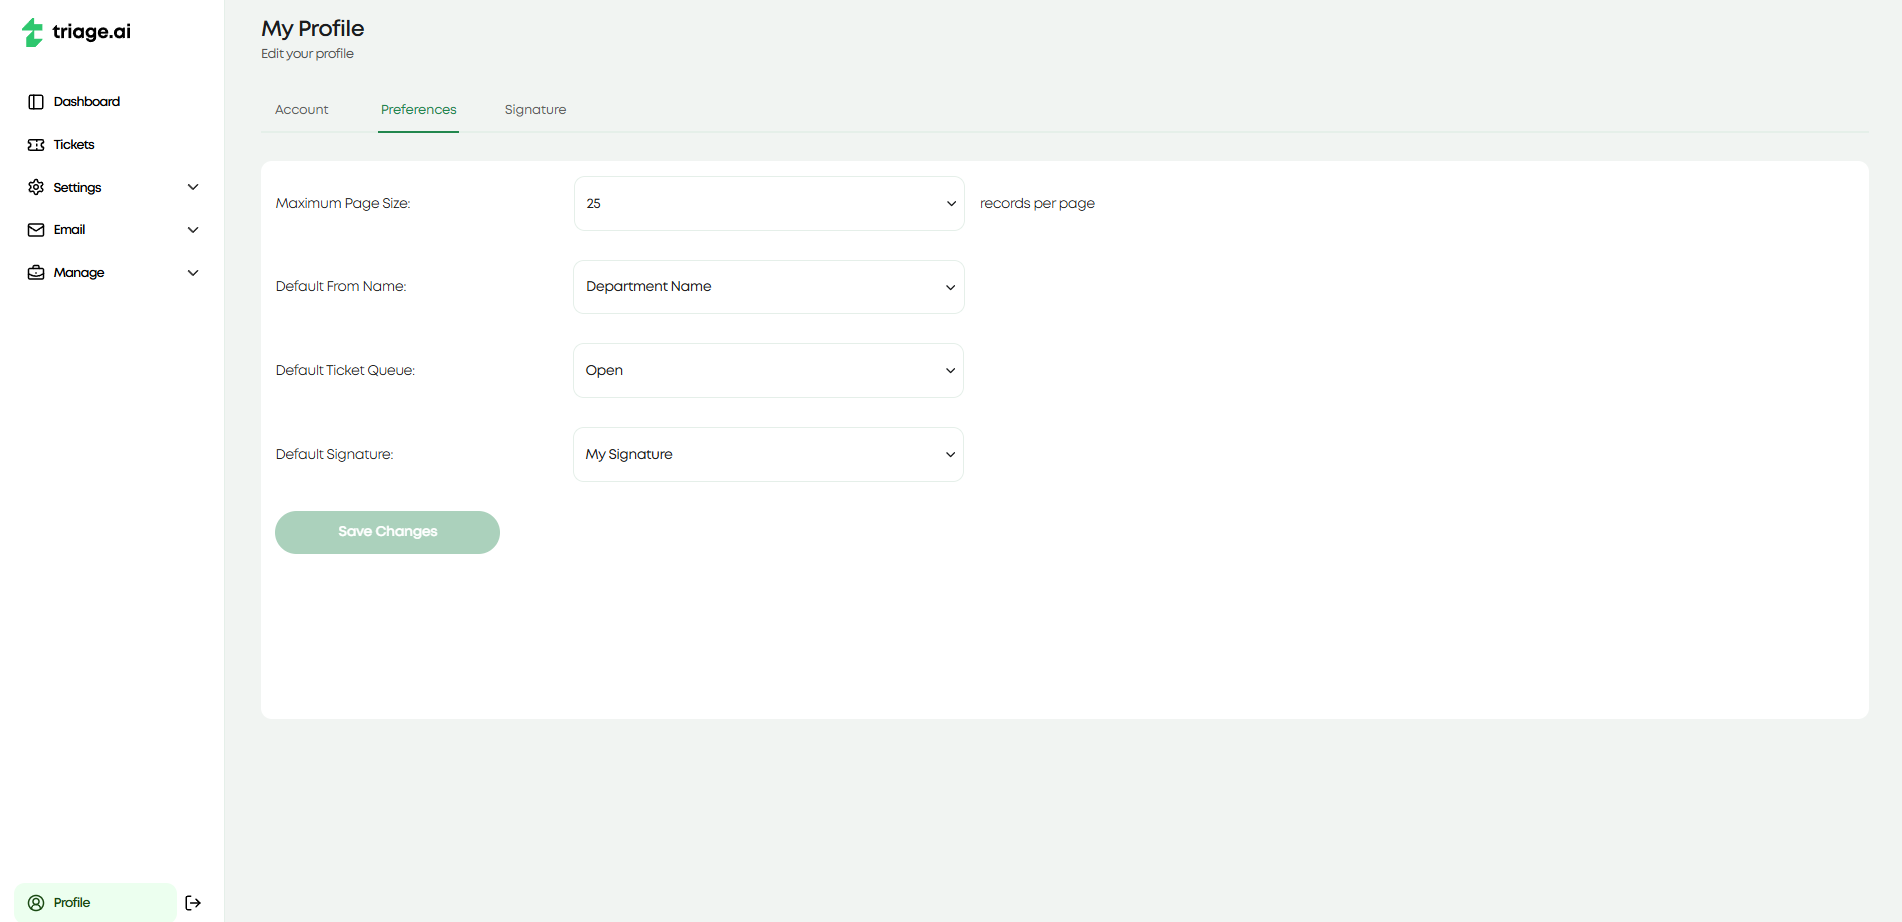 triage.ai
Dashboard
Tickets
Settings
Email
Manage
Profile
My Profile
Edit your profile
Account Preferences Signature
Maximum Page Size: 25 records per page
Default From Name: Department Name
Default Ticket Queue: Open
Default Signature: My Signature
Save Changes